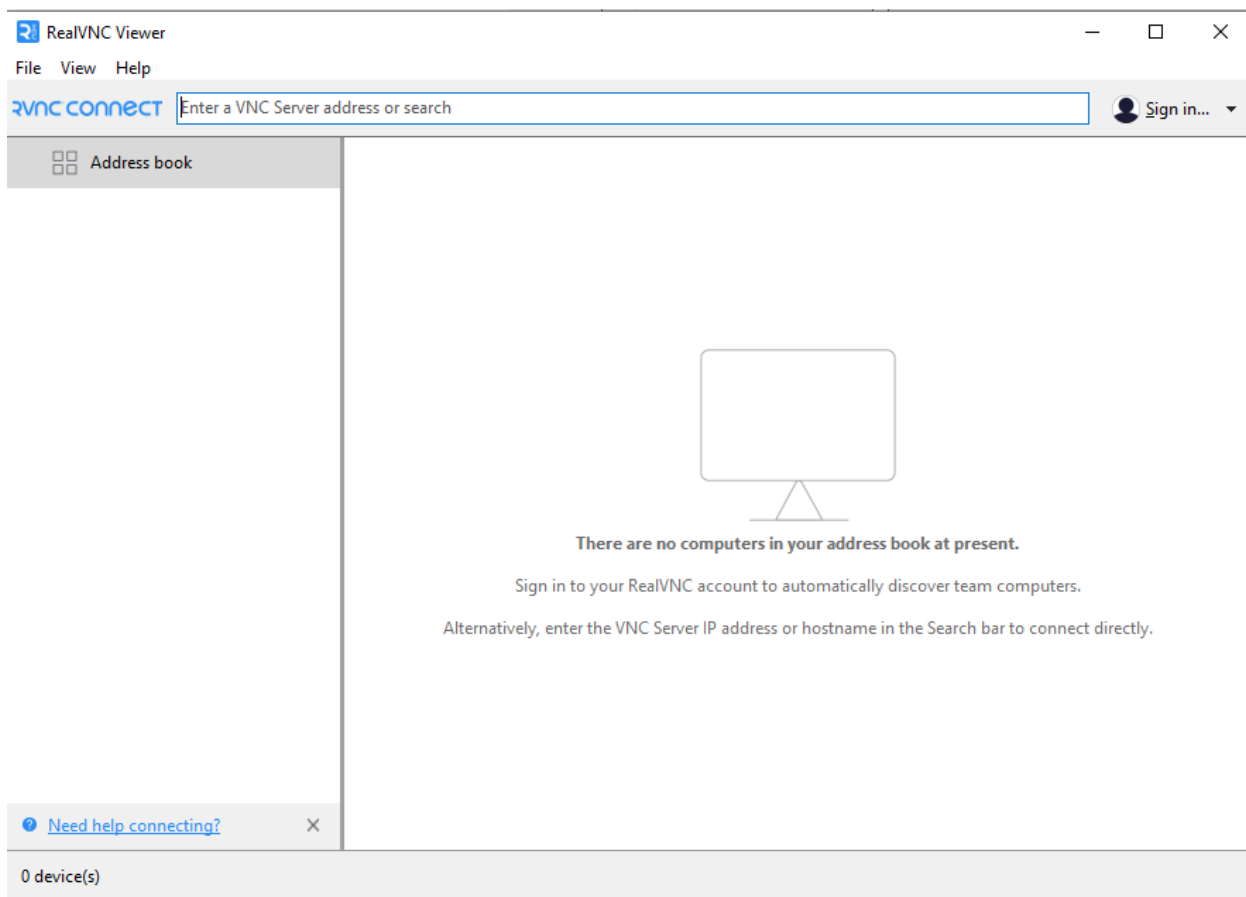 RealVNC Viewer
File View Help
RVNC CONNECT Enter a VNC Server address or search Sign in...
Address book
There are no computers in your address book at present.
Sign in to your RealVNC account to automatically discover team computers.
Alternatively, enter the VNC Server IP address or hostname in the Search bar to connect directly.
Need help connecting?
0 device(s)